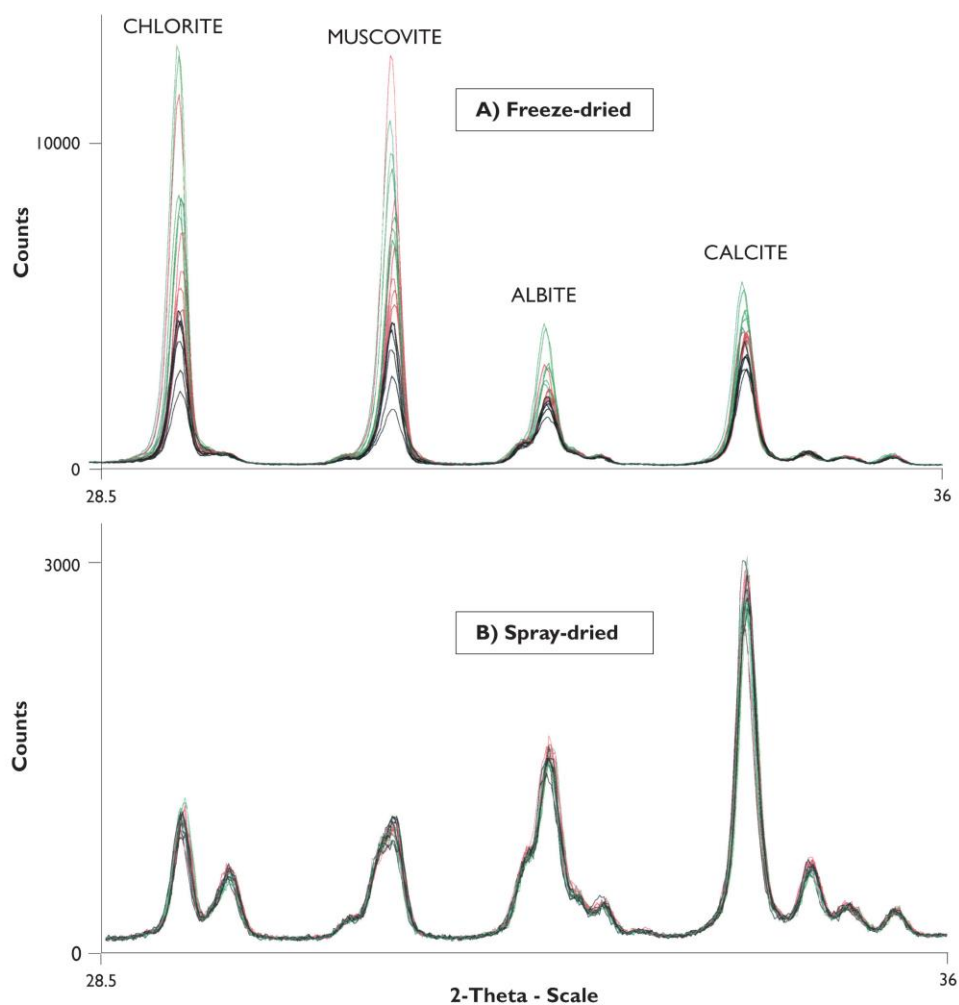 CHLORITE
MUSCOVITE
A) Freeze-dried
10000
Counts
CALCITE
ALBITE
0
28.5
36
3000
B) Spray-dried
Counts
0
28.5
36
2-Theta - Scale